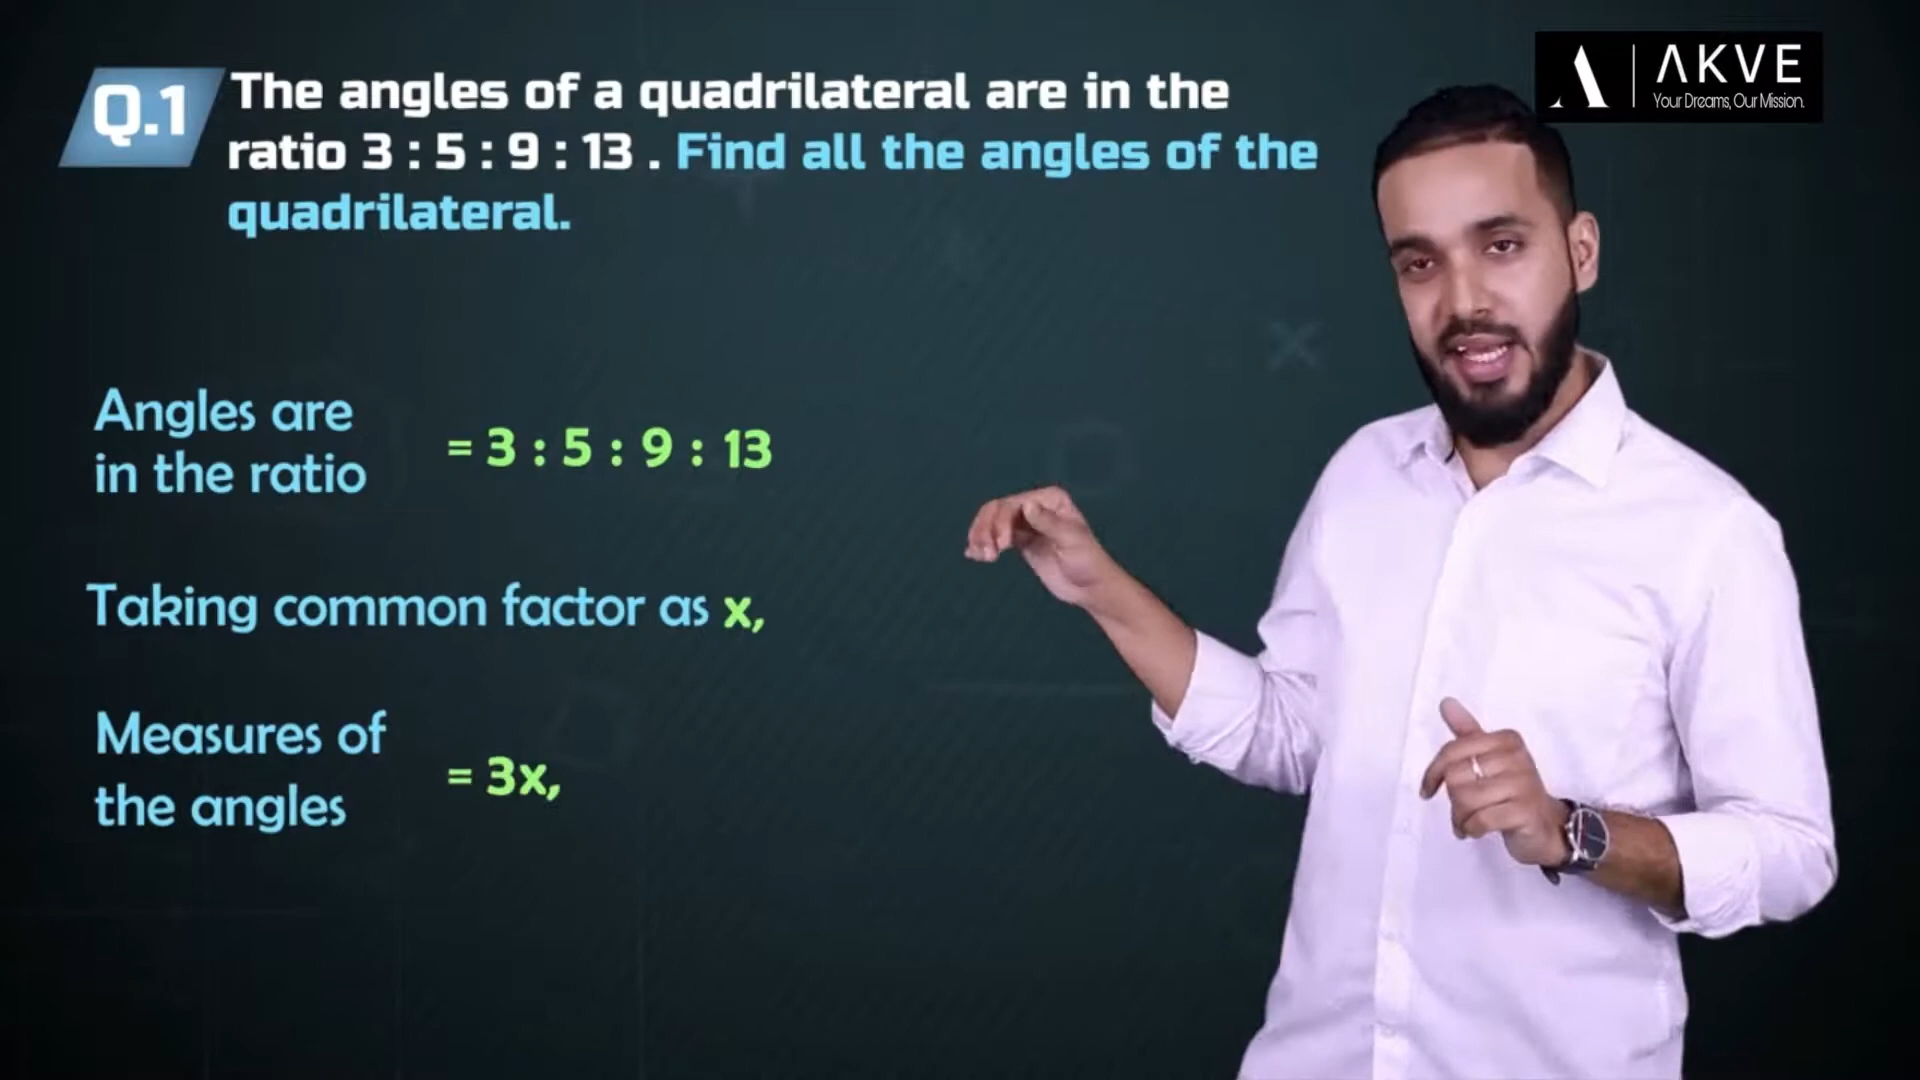 Q.1
The angles of a quadrilateral are in the
ratio 3 : 5 : 9 : 13 . Find all the angles of the
quadrilateral.
AKVE
Your Dreams, Our Mission.
Angles are
in the ratio
= 3 : 5 : 9 : 13
Taking common factor as x,
Measures of
the angles
= 3x,